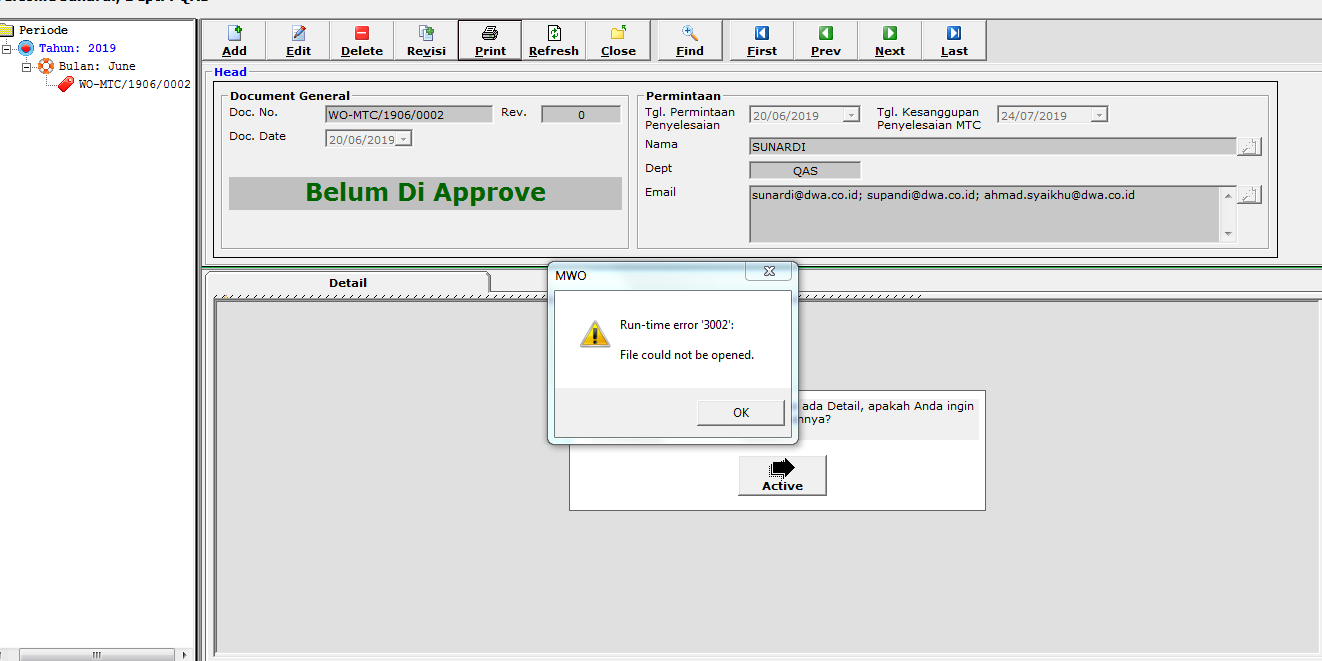 Periode
Tahun: 2019
Bulan: June
WO-MTC/1906/0002
Add
Edit
Delete
Revisi
Print
Refresh
Close
Find
First
Prev
Next
Last
Head
Document General
Doc. No.
WO-MTC/1906/0002
Rev.
0
Doc. Date
20/06/2019
Belum Di Approve
Permintaan
Tgl. Permintaan
Penyelesaian
20/06/2019
Tgl. Kesanggupan
Penyelesaian MTC
24/07/2019
Nama
SUNARDI
Dept
QAS
Email
sunardi@dwa.co.id; supandi@dwa.co.id; ahmad.syaikhu@dwa.co.id
Detail
MWO
Run-time error '3002':
File could not be opened.
OK
ada Detail, apakah Anda ingin
nnya?
Active